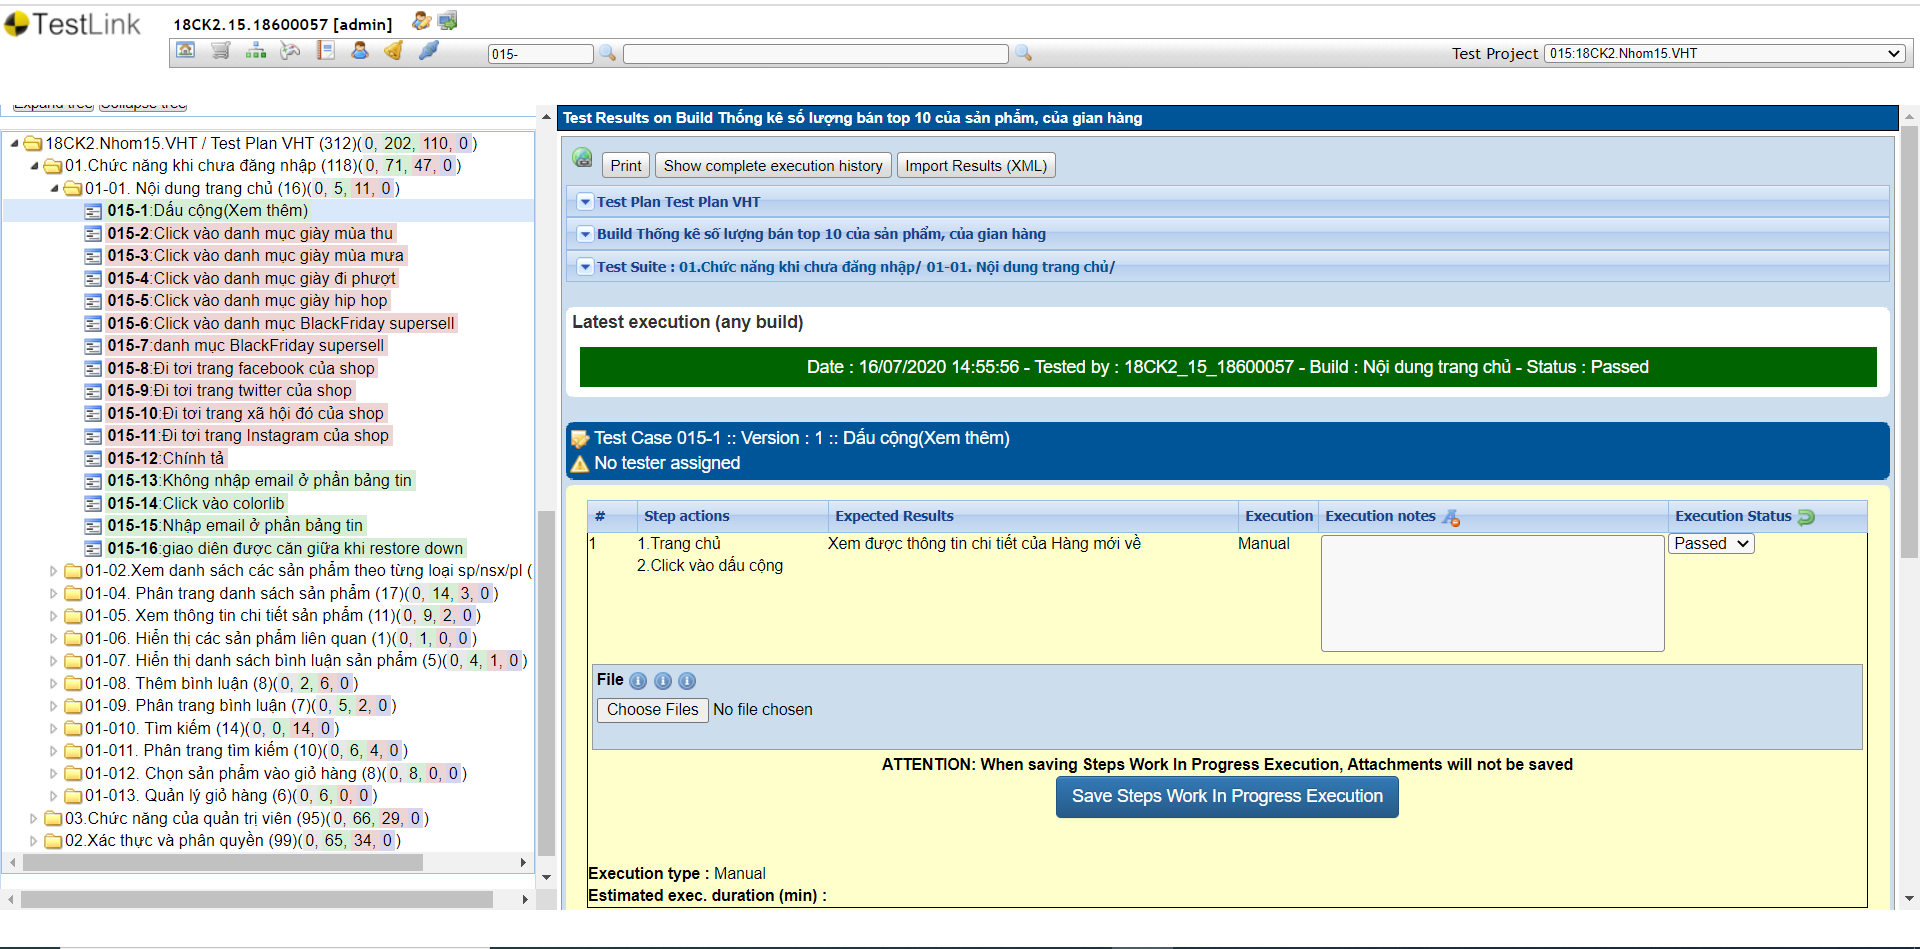 TestLink
18CK2.15.18600057 [admin]
015-
Test Project 015:18CK2.Nhom15.VHT
Expand tree Collapse tree
18CK2.Nhom15.VHT / Test Plan VHT (312)(0, 202, 110, 0)
01.Chức năng khi chưa đăng nhập (118)(0, 71, 47, 0)
01-01. Nội dung trang chủ (16)(0, 5, 11, 0)
015-1:Dấu cộng(Xem thêm)
015-2:Click vào danh mục giày mùa thu
015-3:Click vào danh mục giày mùa mưa
015-4:Click vào danh mục giày đi phượt
015-5:Click vào danh mục giày hip hop
015-6:Click vào danh mục BlackFriday supersell
015-7:danh mục BlackFriday supersell
015-8:Đi tơi trang facebook của shop
015-9:Đi tơi trang twitter của shop
015-10:Đi tơi trang xã hội đó của shop
015-11:Đi tơi trang Instagram của shop
015-12:Chính tả
015-13:Không nhập email ở phần bảng tin
015-14:Click vào colorlib
015-15:Nhập email ở phần bảng tin
015-16:giao diên được căn giữa khi restore down
01-02.Xem danh sách các sản phẩm theo từng loại sp/nsx/pl (
01-04. Phân trang danh sách sản phẩm (17)(0, 14, 3, 0)
01-05. Xem thông tin chi tiết sản phẩm (11)(0, 9, 2, 0)
01-06. Hiển thị các sản phẩm liên quan (1)(0, 1, 0, 0)
01-07. Hiển thị danh sách bình luận sản phẩm (5)(0, 4, 1, 0)
01-08. Thêm bình luận (8)(0, 2, 6, 0)
01-09. Phân trang bình luận (7)(0, 5, 2, 0)
01-010. Tìm kiếm (14)(0, 0, 14, 0)
01-011. Phân trang tìm kiếm (10)(0, 6, 4, 0)
01-012. Chọn sản phẩm vào giỏ hàng (8)(0, 8, 0, 0)
01-013. Quản lý giỏ hàng (6)(0, 6, 0, 0)
03.Chức năng của quản trị viên (95)(0, 66, 29, 0)
02.Xác thực và phân quyền (99)(0, 65, 34, 0)
Test Results on Build Thống kê số lượng bán top 10 của sản phẩm, của gian hàng
Print Show complete execution history Import Results (XML)
Test Plan Test Plan VHT
Build Thống kê số lượng bán top 10 của sản phẩm, của gian hàng
Test Suite : 01.Chức năng khi chưa đăng nhập/ 01-01. Nội dung trang chủ/
Latest execution (any build)
Date : 16/07/2020 14:55:56 - Tested by : 18CK2_15_18600057 - Build : Nội dung trang chủ - Status : Passed
Test Case 015-1 :: Version : 1 :: Dấu cộng(Xem thêm)
No tester assigned
# Step actions Expected Results Execution Execution notes Execution Status
1 1.Trang chủ Xem được thông tin chi tiết của Hàng mới về Manual Passed
2.Click vào dấu cộng
File
Choose Files No file chosen
ATTENTION: When saving Steps Work In Progress Execution, Attachments will not be saved
Save Steps Work In Progress Execution
Execution type : Manual
Estimated exec. duration (min) :